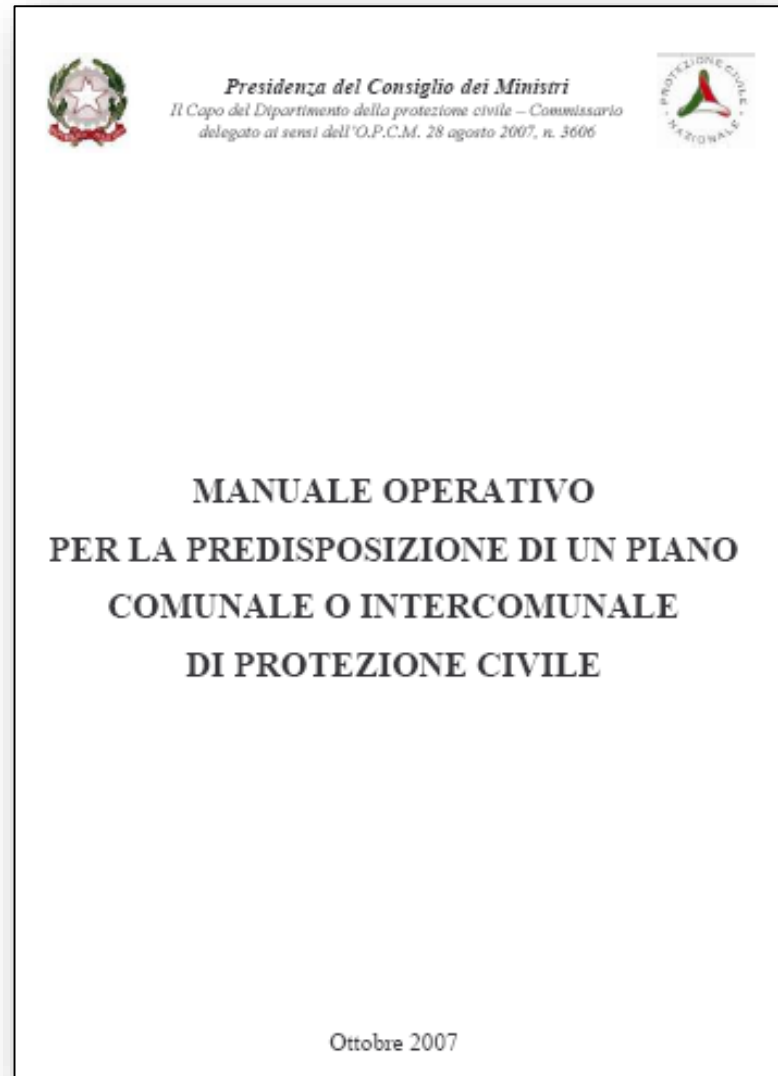 Presidenza del Consiglio dei Ministri
Il Capo del Dipartimento della protezione civile – Commissario
delegato ai sensi dell'O.P.C.M. 28 agosto 2007, n. 3606
PROTEZIONE CIVILE
NAZIONALE
MANUALE OPERATIVO
PER LA PREDISPOSIZIONE DI UN PIANO
COMUNALE O INTERCOMUNALE
DI PROTEZIONE CIVILE
Ottobre 2007